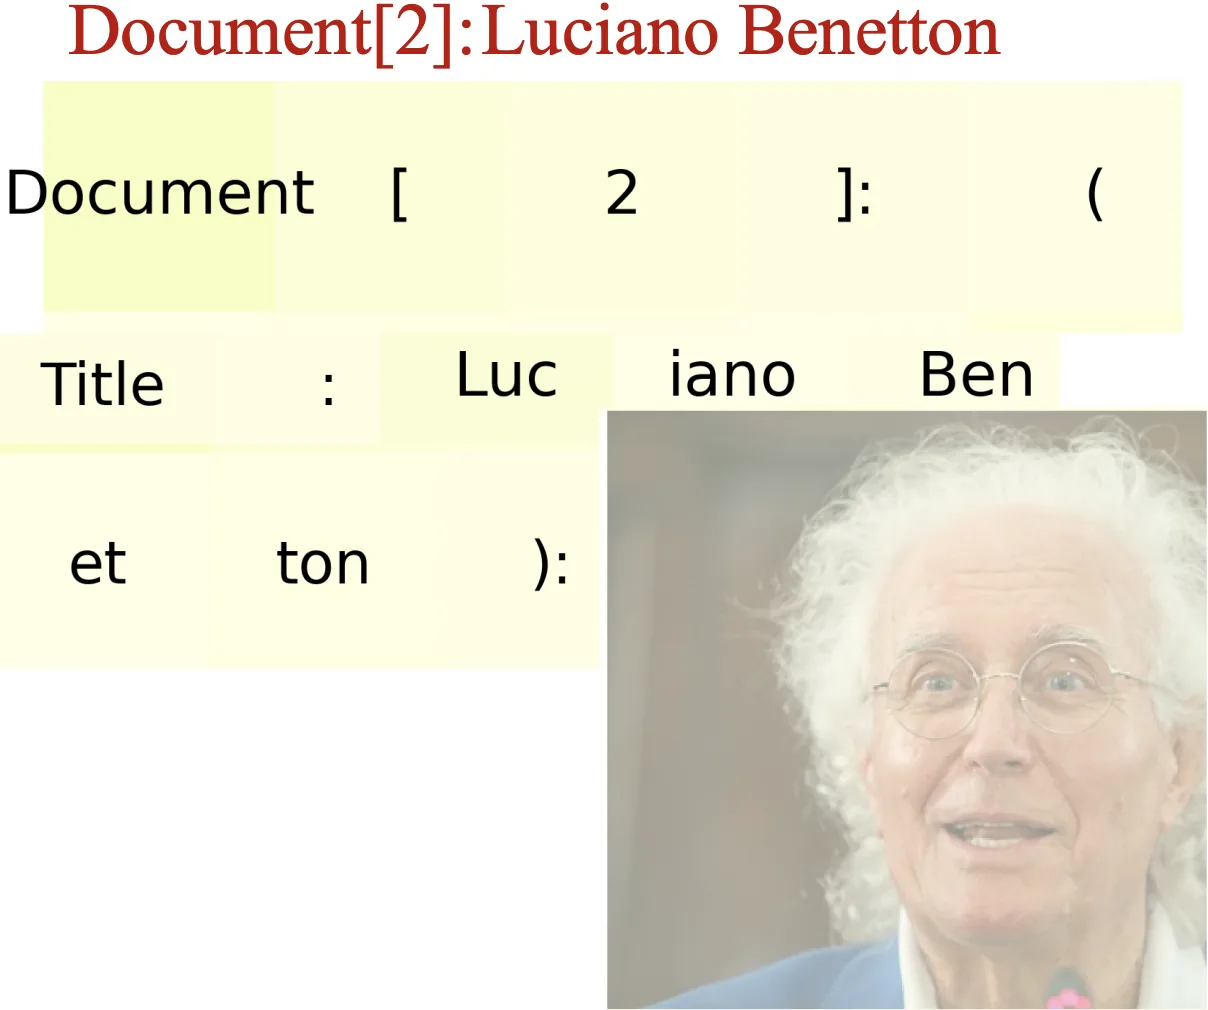 Document[2]:Luciano Benetton
Document [ 2 ]: (
Title : Luc iano Ben
et ton ):